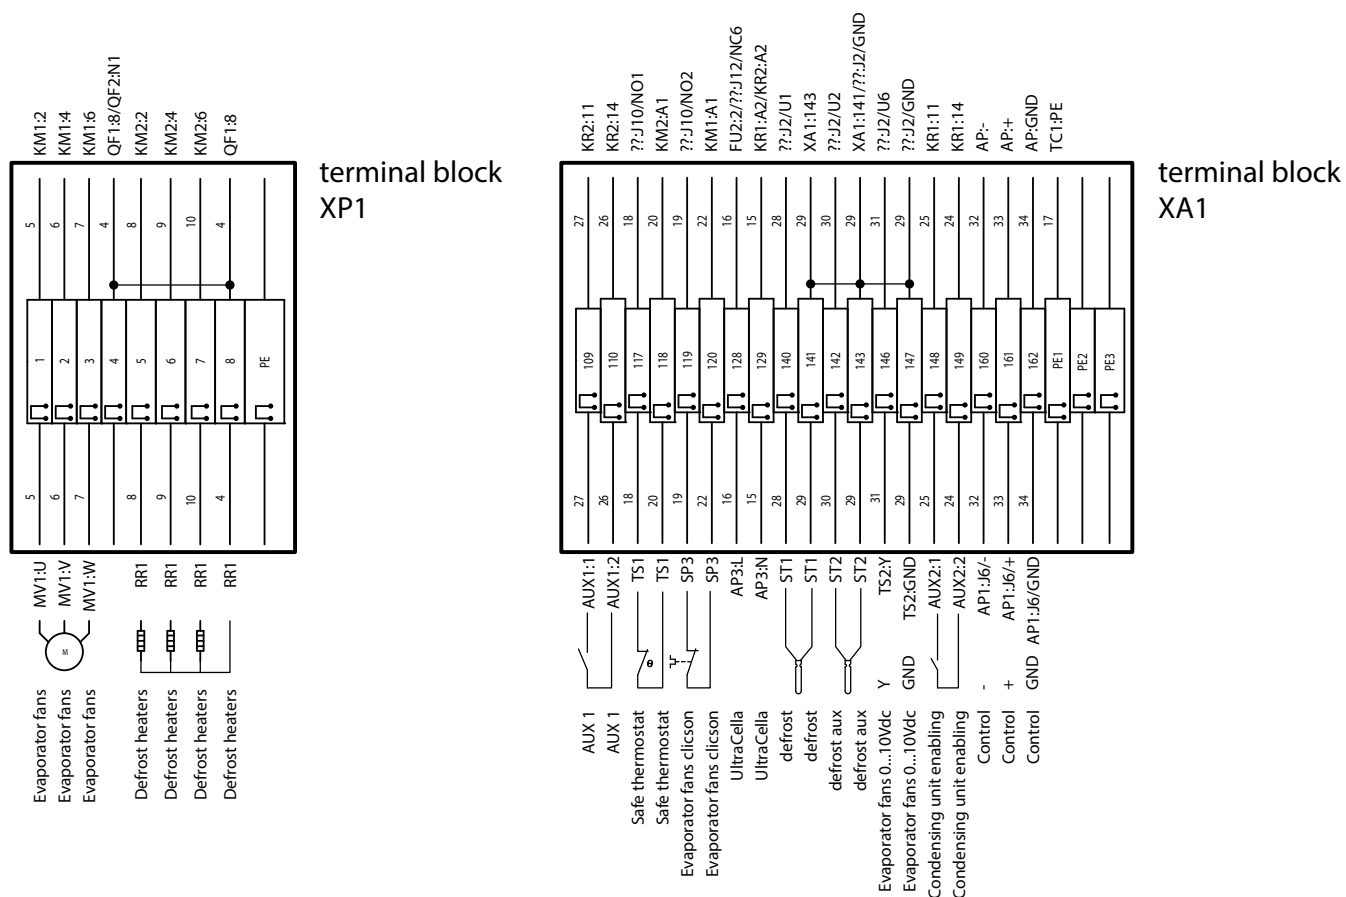 KM1:2
KM1:4
KM1:6
QF1:8/QF2:N1
KM2:2
KM2:4
KM2:6
QF1:8
terminal block
XP1
5
6
7
4
8
9
10
4
1
2
3
4
5
6
7
8
PE
5
6
7
8
9
10
4
MV1:U
MV1:V
MV1:W
RR1
RR1
RR1
RR1
M
Evaporator fans
Evaporator fans
Evaporator fans
Defrost heaters
Defrost heaters
Defrost heaters
Defrost heaters
KR2:11
KR2:14
??:J10/NO1
KM2:A1
??:J10/NO2
KM1:A1
FU2:2/??:J12/NC6
KR1:A2/KR2:A2
??:J2/U1
XA1:143
??:J2/U2
XA1:141/??:J2/GND
??:J2/U6
??:J2/GND
KR1:11
KR1:14
AP:-
AP:+
AP:GND
TC1:PE
terminal block
XA1
27
26
18
20
19
22
16
15
28
29
30
29
31
29
25
24
32
33
34
17
109
110
117
118
119
120
128
129
140
141
142
143
146
147
148
149
160
161
162
PE1
PE2
PE3
27
26
18
20
19
22
16
15
28
29
30
29
31
29
25
24
32
33
34
AUX1:1
AUX1:2
TS1
TS1
SP3
SP3
AP3:L
AP3:N
ST1
ST1
ST2
ST2
TS2:Y
TS2:GND
AUX2:1
AUX2:2
AP1:J6/-
AP1:J6/+
AP1:J6/GND
θ
Y
GND
-
+
GND
AUX 1
AUX 1
Safe thermostat
Safe thermostat
Evaporator fans clicson
Evaporator fans clicson
UltraCella
UltraCella
defrost
defrost
defrost aux
defrost aux
Evaporator fans 0...10Vdc
Evaporator fans 0...10Vdc
Condensing unit enabling
Condensing unit enabling
Control
Control
Control